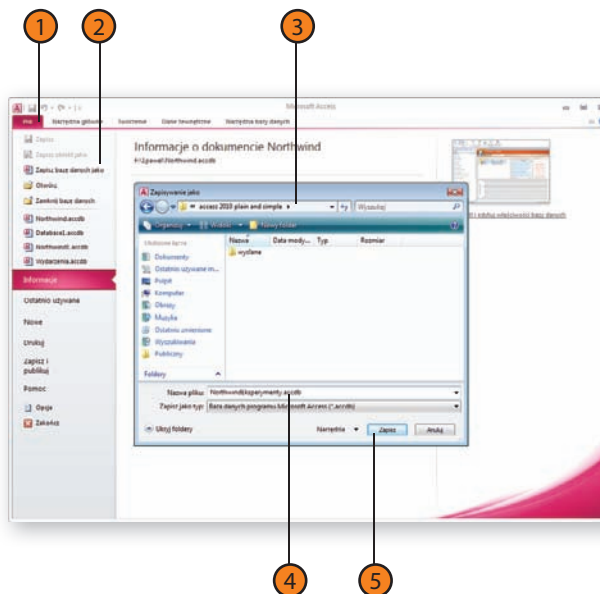 1
2
3
Microsoft Access
Plik
Narzędzia główne
Tworzenie
Dane zewnętrzne
Narzędzia bazy danych
Zapisz
Zapisz obiekt jako
Zapisz bazę danych jako
Otwórz
Zamknij bazę danych
Northwind.accdb
Database1.accdb
Northwind1.accdb
Wydarzenia.accdb
Informacje
Ostatnio używane
Nowe
Drukuj
Zapisz i
publikuj
Pomoc
Opcje
Zakończ
Informacje o dokumencie Northwind
edytuj właściwości bazy danych
Zapisywanie jako
access 2010 plain and simple
Wyszukaj
Organizuj
Widoki
Nowy folder
Ulubione łącza
Dokumenty
Ostatnio używane m...
Pulpit
Komputer
Obrazy
Muzyka
Ostatnio zmienione
Wyszukiwania
Publiczny
Foldery
Nazwa
Data mody...
Typ
Rozmiar
wysłane
Nazwa pliku:
Zapisz jako typ:
Baza danych programu Microsoft Access (*.accdb)
Ukryj foldery
Narzędzia
Zapisz
Anuluj
4
5